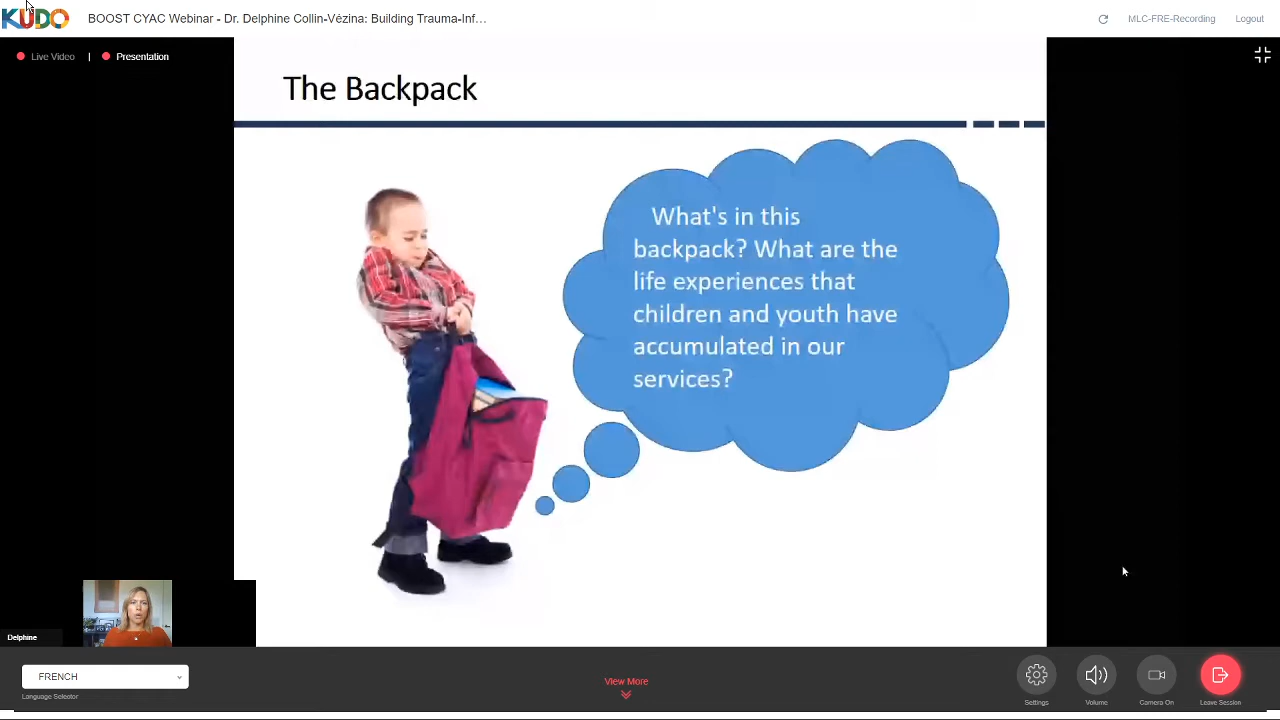 KUDO
BOOST CYAC Webinar - Dr. Delphine Collin-Vézina: Building Trauma-Inf...
MLC-FRE-Recording
Logout
Live Video
|
Presentation
The Backpack
What's in this
backpack? What are the
life experiences that
children and youth have
accumulated in our
services?
Delphine
FRENCH
Language Selector
View More
Settings
Volume
Camera On
Leave Session